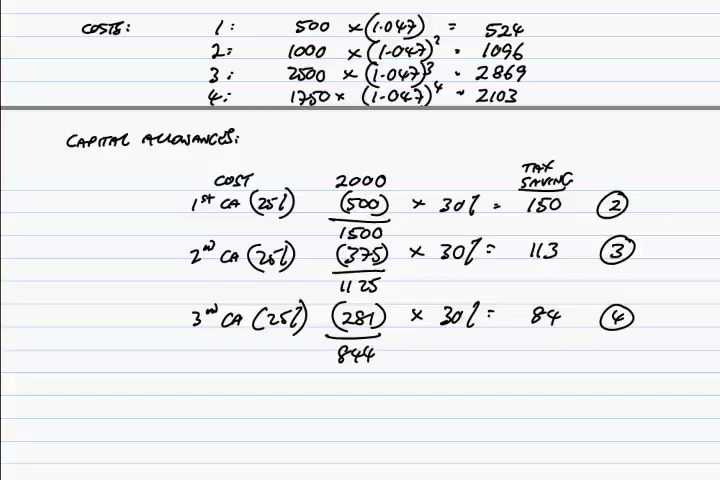 COSTS: 1: 500 × (1.047) = 524
2: 1000 × (1.047)² = 1096
3: 2500 × (1.047)³ = 2869
4: 1750 × (1.047)⁴ = 2103
CAPITAL ALLOWANCES:
TAX
COST 2000 SAVING
1st CA (25%) (500) × 30% = 150 ②
1500
2nd CA (25%) (375) × 30% = 113 ③
1125
3rd CA (25%) (281) × 30% = 84 ④
844